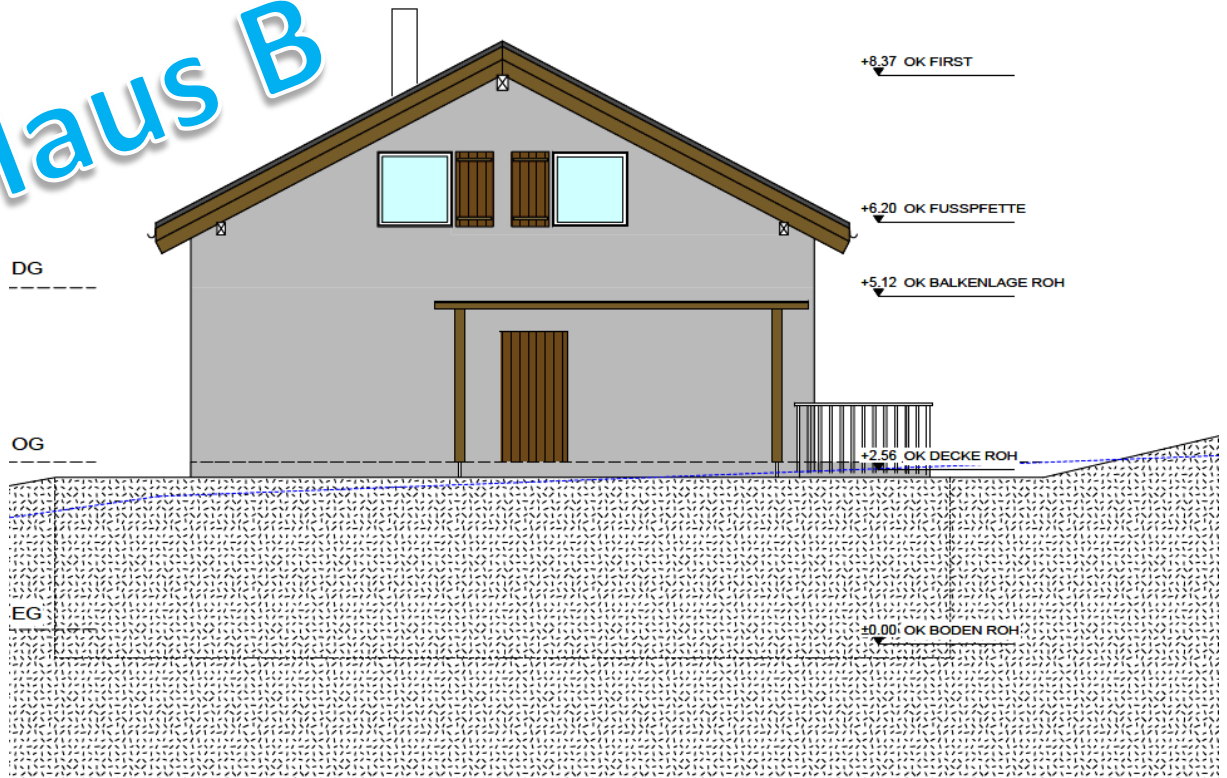 Haus B
+8.37 OK FIRST
+6.20 OK FUSSPFETTE
DG
+5.12 OK BALKENLAGE ROH
OG
+2.56 OK DECKE ROH
EG
±0.00 OK BODEN ROH